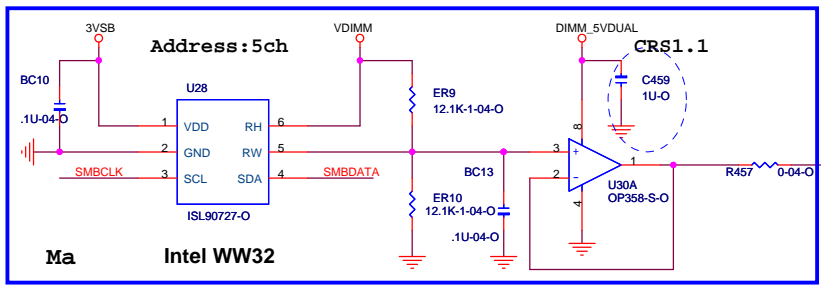 3VSB
VDIMM
DIMM_5VDUAL
Address:5ch
CRS1.1
BC10
U28
C459
1U-O
ER9
12.1K-1-04-O
.1U-04-O
1 VDD RH 6
2 GND RW 5
3 SCL SDA 4
SMBCLK
SMBDATA
ISL90727-O
8
3 +
2 −
1
4
BC13
R457 0-04-O
U30A
OP358-S-O
ER10
12.1K-1-04-O
.1U-04-O
Ma
Intel WW32